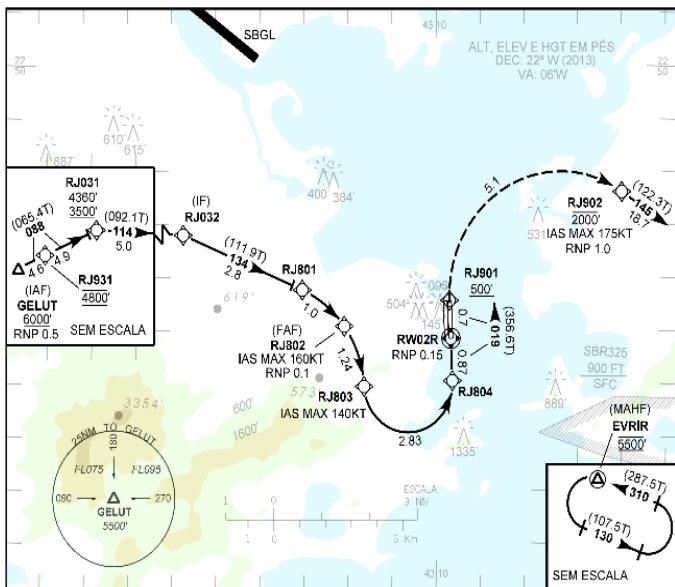 SBGL
43 10
22
50
ALT, ELEV E HGT EM PÉS
DEC: 22º W (2013)
VA: 06'W
22
50
610'
615'
887'
400'
384'
RJ031
4360'
3500'
(065.4T)
088
(092.1T)
114
5.0
4.6
4.9
RJ931
4800'
(IAF)
GELUT
6000'
RNP 0.5
SEM ESCALA
(IF)
RJ032
(111.9T)
134
2.8
RJ801
1.0
619'
(FAF)
RJ802
IAS MAX 160KT
RNP 0.1
1.24
573
RJ803
IAS MAX 140KT
2.83
RJ804
0.87
RW02R
RNP 0.15
0.7
019
(356.6T)
RJ901
500'
504'
096
145
5.1
RJ902
2000'
IAS MAX 175KT
RNP 1.0
531
(122.3T)
145
18.7
SBR325
900 FT
SFC
889'
1335'
3354'
600'
1600'
25NM TO GELUT
180
FL075
FL095
090
270
GELUT
5500'
ESCALA
1 0 3 NM
1 0 5 Km
43 10
(MAHF)
EVRIR
5500'
(287.5T)
310
(107.5T)
130
SEM ESCALA